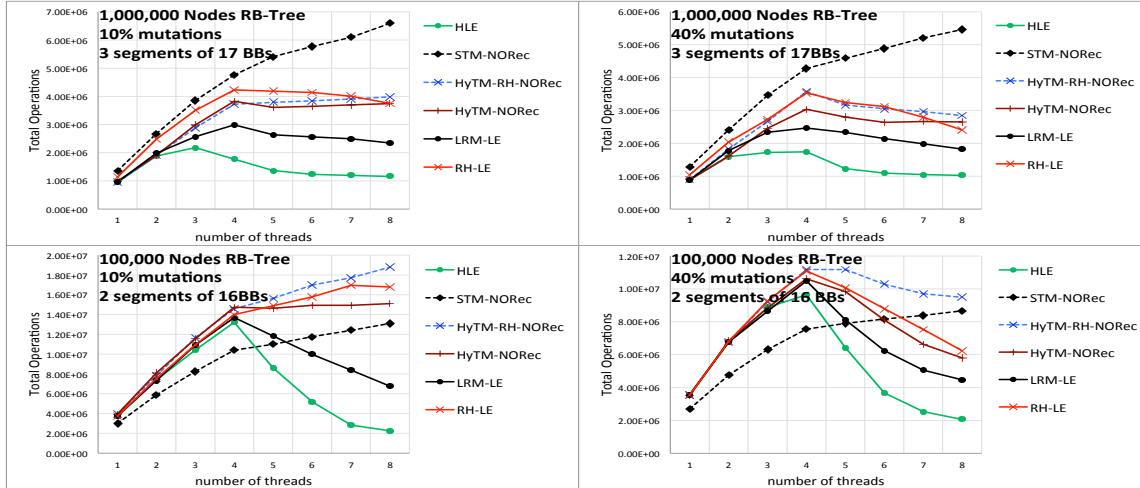 1,000,000 Nodes RB-Tree
10% mutations
3 segments of 17 BBs
Total Operations
7.00E+06
6.00E+06
5.00E+06
4.00E+06
3.00E+06
2.00E+06
1.00E+06
0.00E+00
1 2 3 4 5 6 7 8
number of threads
HLE
STM-NORec
HyTM-RH-NORec
HyTM-NORec
LRM-LE
RH-LE
1,000,000 Nodes RB-Tree
40% mutations
3 segments of 17BBs
Total Operations
6.00E+06
5.00E+06
4.00E+06
3.00E+06
2.00E+06
1.00E+06
0.00E+00
1 2 3 4 5 6 7 8
number of threads
HLE
STM-NORec
HyTM-RH-NORec
HyTM-NORec
LRM-LE
RH-LE
100,000 Nodes RB-Tree
10% mutations
2 segments of 16BBs
Total Operations
2.00E+07
1.80E+07
1.60E+07
1.40E+07
1.20E+07
1.00E+07
8.00E+06
6.00E+06
4.00E+06
2.00E+06
0.00E+00
1 2 3 4 5 6 7 8
number of threads
HLE
STM-NORec
HyTM-RH-NORec
HyTM-NORec
LRM-LE
RH-LE
100,000 Nodes RB-Tree
40% mutations
2 segments of 16 BBs
Total Operations
1.20E+07
1.00E+07
8.00E+06
6.00E+06
4.00E+06
2.00E+06
0.00E+00
1 2 3 4 5 6 7 8
number of threads
HLE
STM-NORec
HyTM-RH-NORec
HyTM-NORec
LRM-LE
RH-LE